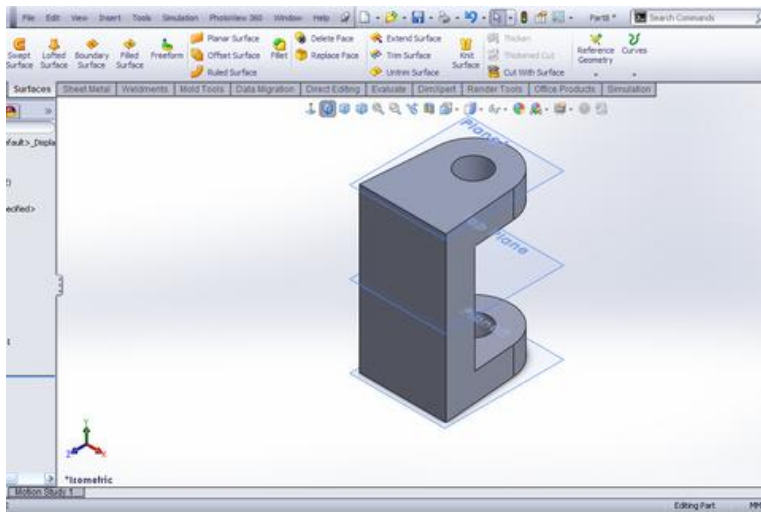 File Edit View Insert Tools Simulation PhotoView 360 Window Help Part8 * Search Commands
Swept Surface
Lofted Surface
Boundary Surface
Filled Surface
Freeform
Planar Surface
Offset Surface
Ruled Surface
Fillet
Delete Face
Replace Face
Extend Surface
Trim Surface
Untrim Surface
Knit Surface
Thicken
Thickened Cut
Cut With Surface
Reference Geometry
Curves
Surfaces Sheet Metal Weldments Mold Tools Data Migration Direct Editing Evaluate DimXpert Render Tools Office Products Simulation
Plane
Y
Z
X
*Isometric
Motion Study 1
Editing Part MM